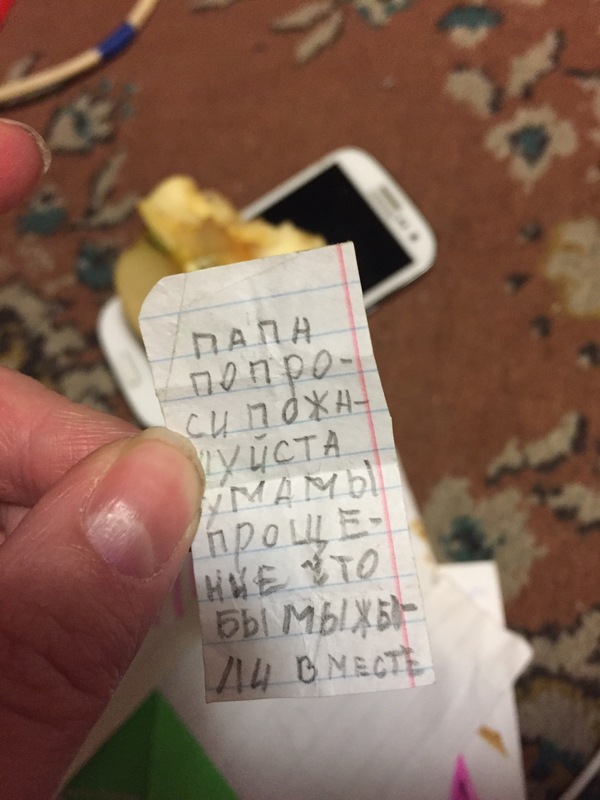 ПАПА
ПОПРО-
СИ ПОЖА-
ЛУЙСТА
У МАМЫ
ПРОЩЕ-
НИЕ ЧТО
БЫ МЫ ЖЫ-
ЛИ ВМЕСТЕ